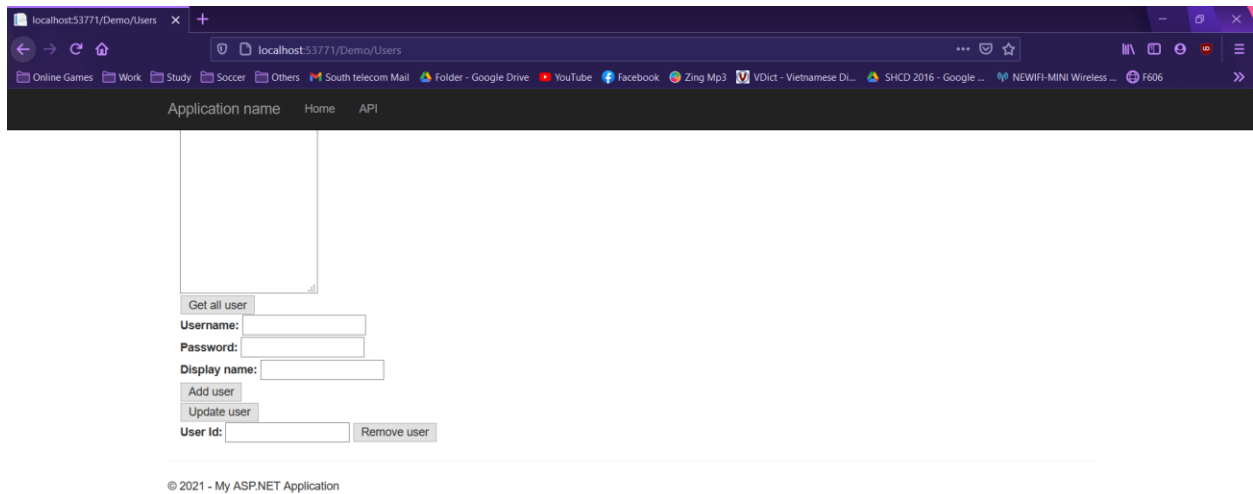 localhost:53771/Demo/Users
localhost:53771/Demo/Users
Online Games Work Study Soccer Others South telecom Mail Folder - Google Drive YouTube Facebook Zing Mp3 VDict - Vietnamese Di... SHCD 2016 - Google ... NEWIFI-MINI Wireless ... F606
Application name Home API
Get all user
Username:
Password:
Display name:
Add user
Update user
User Id: Remove user
© 2021 - My ASP.NET Application